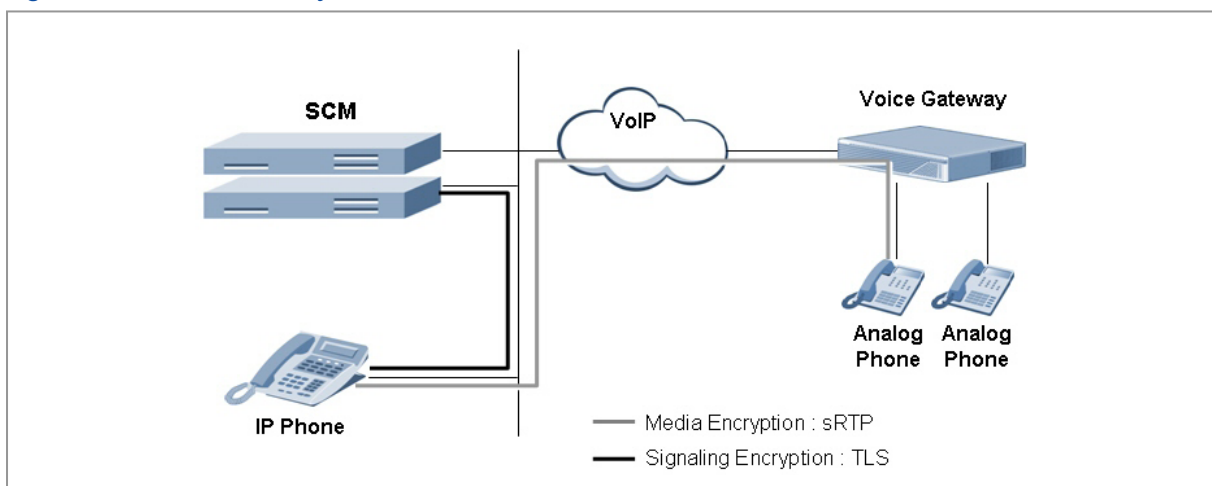 SCM
VoIP
Voice Gateway
Analog
Phone
Analog
Phone
IP Phone
Media Encryption : sRTP
Signaling Encryption : TLS